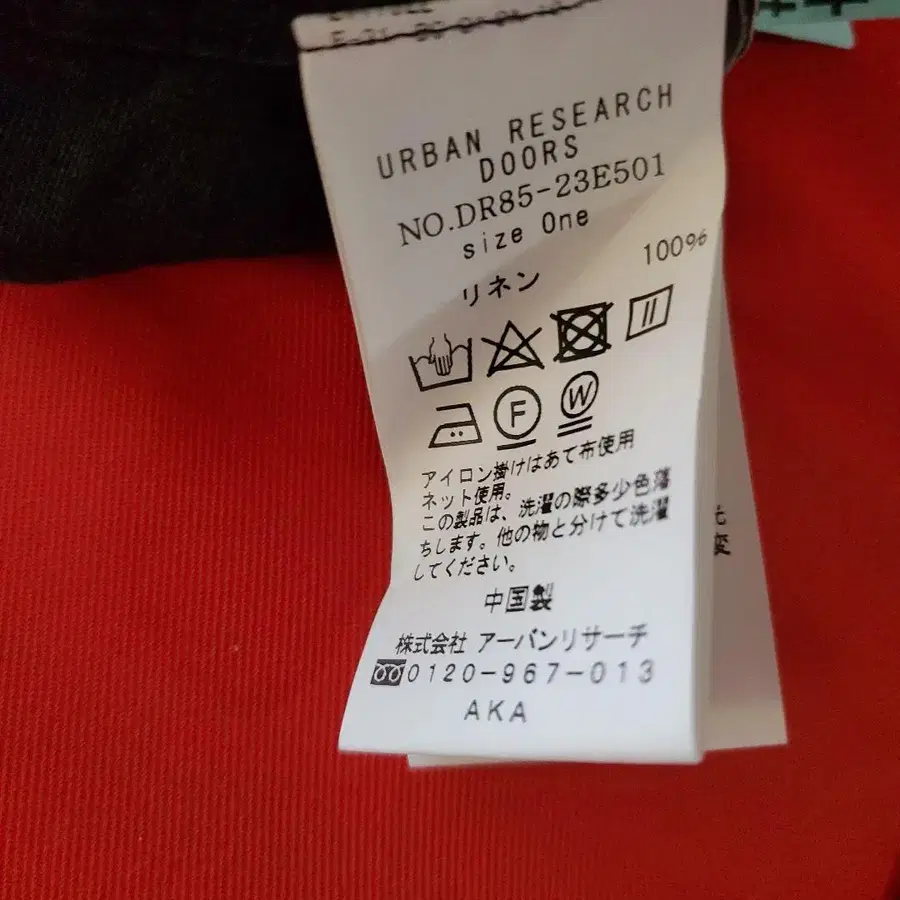 URBAN RESEARCH
DOORS
NO.DR85-23E501
size One
リネン 100%
F
W
アイロン掛けはあて布使用
ネット使用。
この製品は、洗濯の際多少色落
ちします。他の物と分けて洗濯
してください。
中国製
株式会社 アーバンリサーチ
0120-967-013
AKA
変